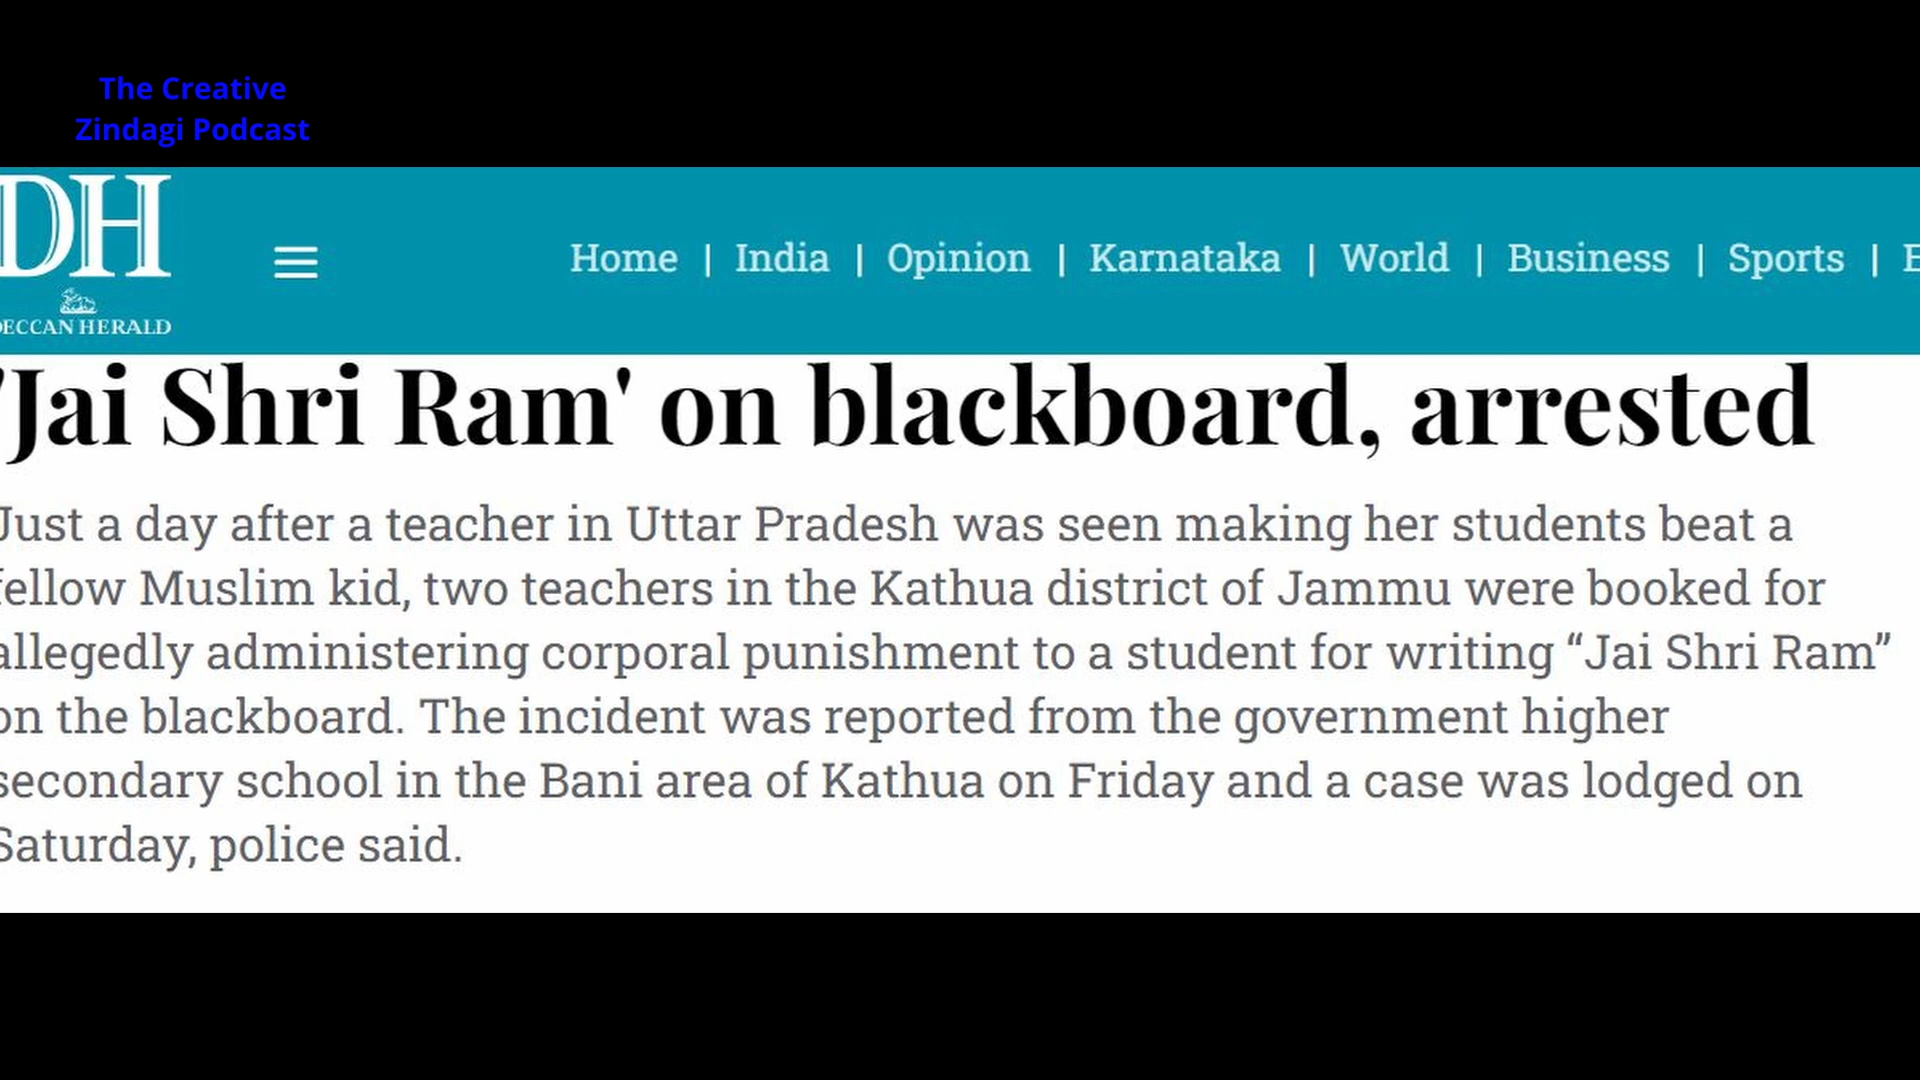 The Creative
Zindagi Podcast
DH
DECCAN HERALD
Home | India | Opinion | Karnataka | World | Business | Sports | E
'Jai Shri Ram' on blackboard, arrested
Just a day after a teacher in Uttar Pradesh was seen making her students beat a
fellow Muslim kid, two teachers in the Kathua district of Jammu were booked for
allegedly administering corporal punishment to a student for writing “Jai Shri Ram”
on the blackboard. The incident was reported from the government higher
secondary school in the Bani area of Kathua on Friday and a case was lodged on
Saturday, police said.